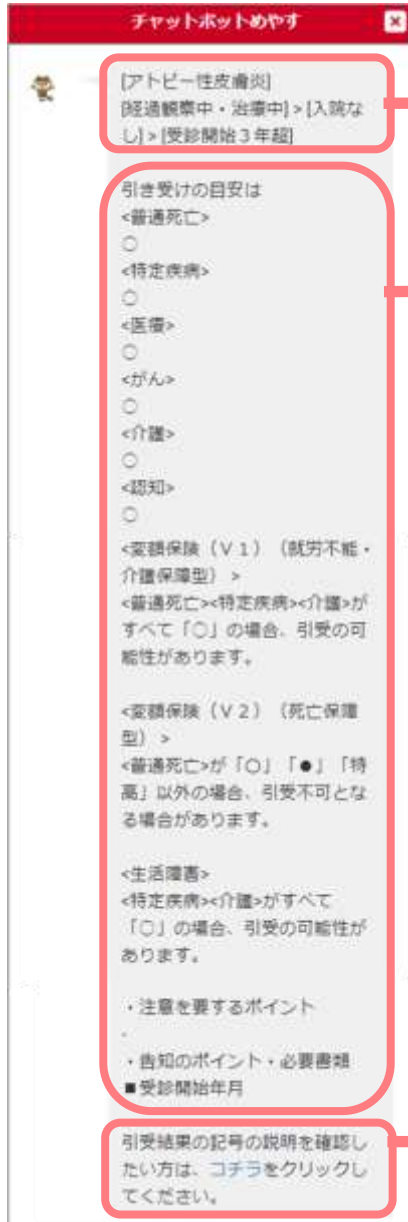 チャットボットめやす
[アトピー性皮膚炎]
[経過観察中・治療中] > [入院な
し] > [受診開始３年超]
引き受けの目安は
<普通死亡>
○
<特定疾病>
○
<医療>
○
<がん>
○
<介護>
○
<認知>
○
<変額保険（Ｖ１）（就労不能・
介護保障型）>
<普通死亡><特定疾病><介護>が
すべて「○」の場合、引受の可
能性があります。
<変額保険（Ｖ２）（死亡保障
型）>
<普通死亡>が「○」「●」「特
高」以外の場合、引受不可とな
る場合があります。
<生活障害>
<特定疾病><介護>がすべて
「○」の場合、引受の可能性が
あります。
・注意を要するポイント
-
・告知のポイント・必要書類
■受診開始年月
引受結果の記号の説明を確認し
たい方は、コチラをクリックし
てください。